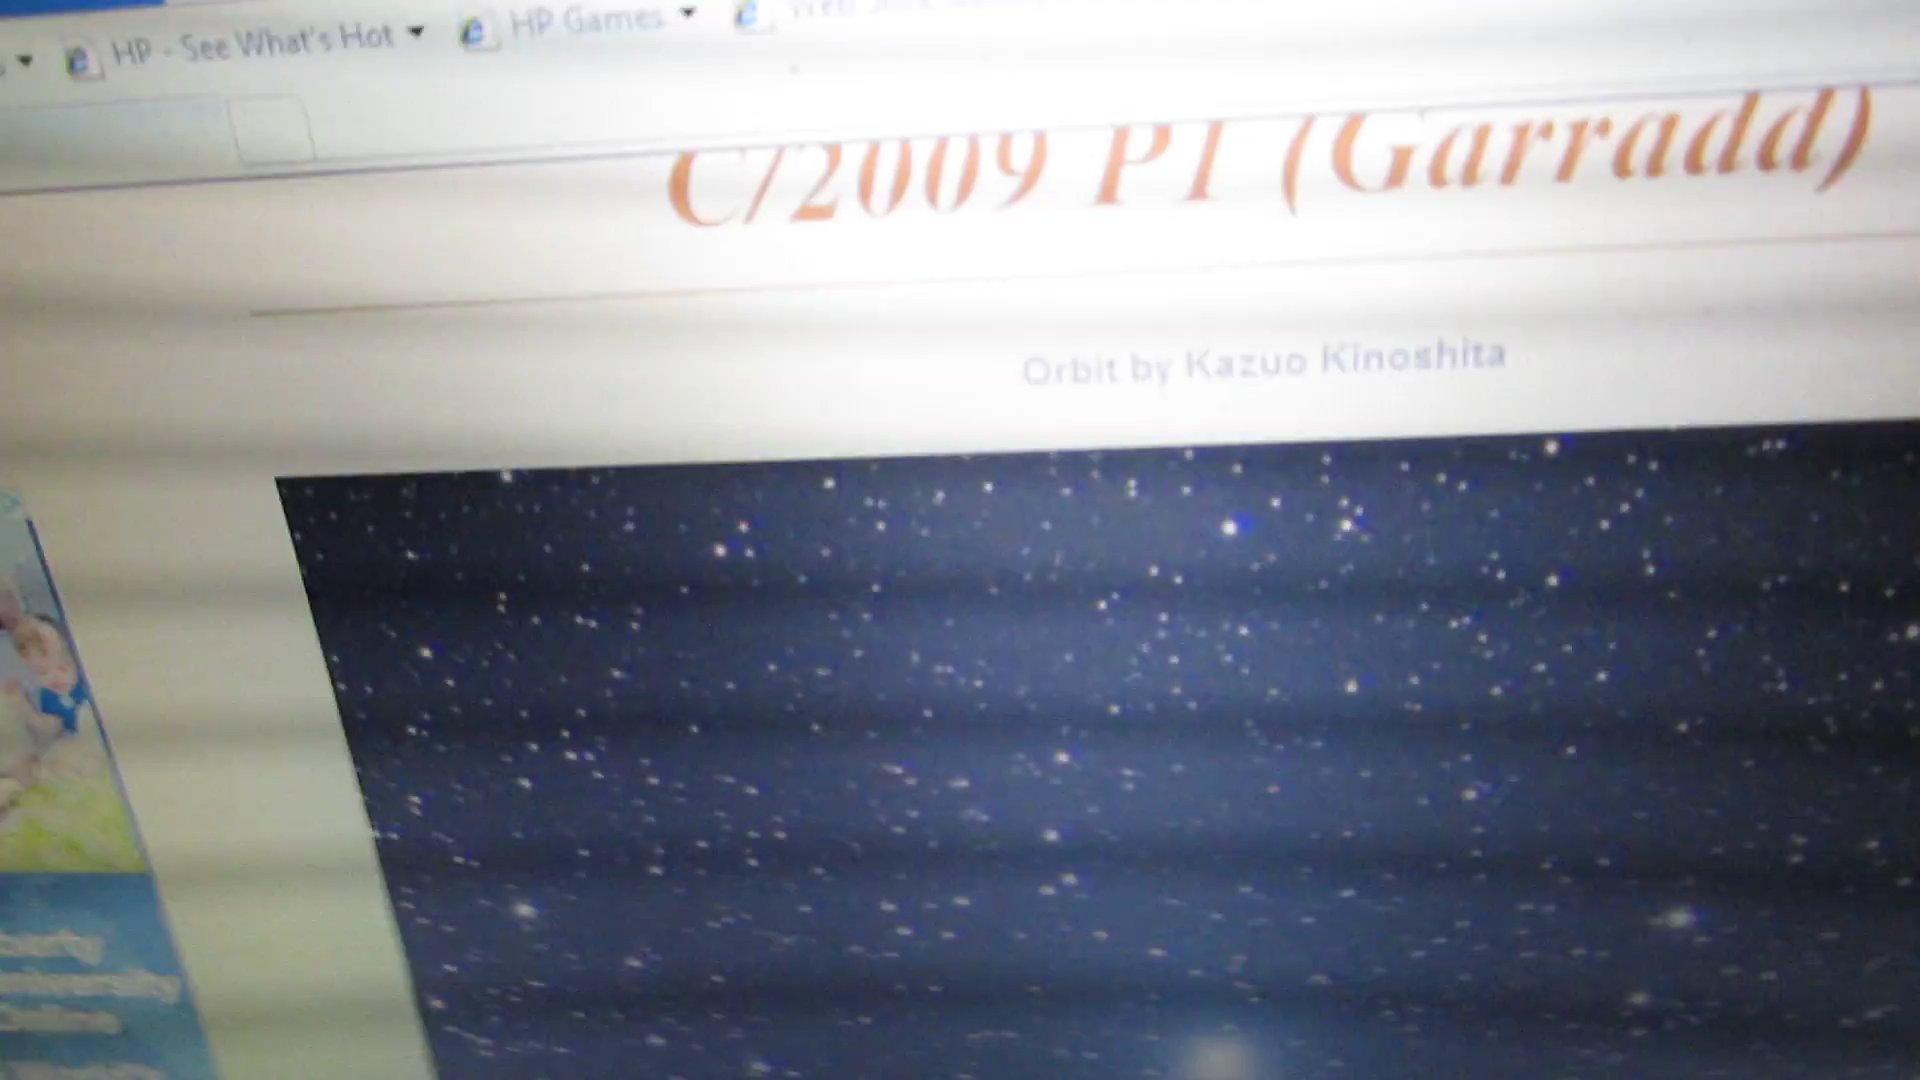 HP - See What's Hot HP Games
C/2009 P1 (Garradd)
Orbit by Kazuo Kinoshita